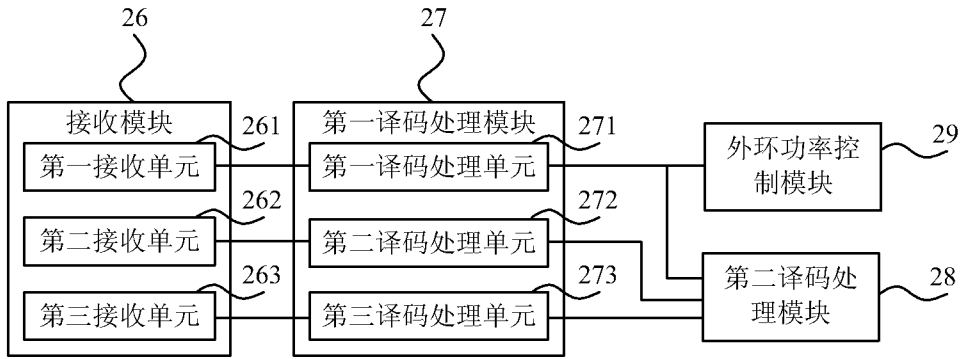 26
27
接收模块
第一译码处理模块
261
271
第一接收单元
第一译码处理单元
外环功率控
制模块
29
262
272
第二接收单元
第二译码处理单元
263
273
第三接收单元
第三译码处理单元
第二译码处
理模块
28